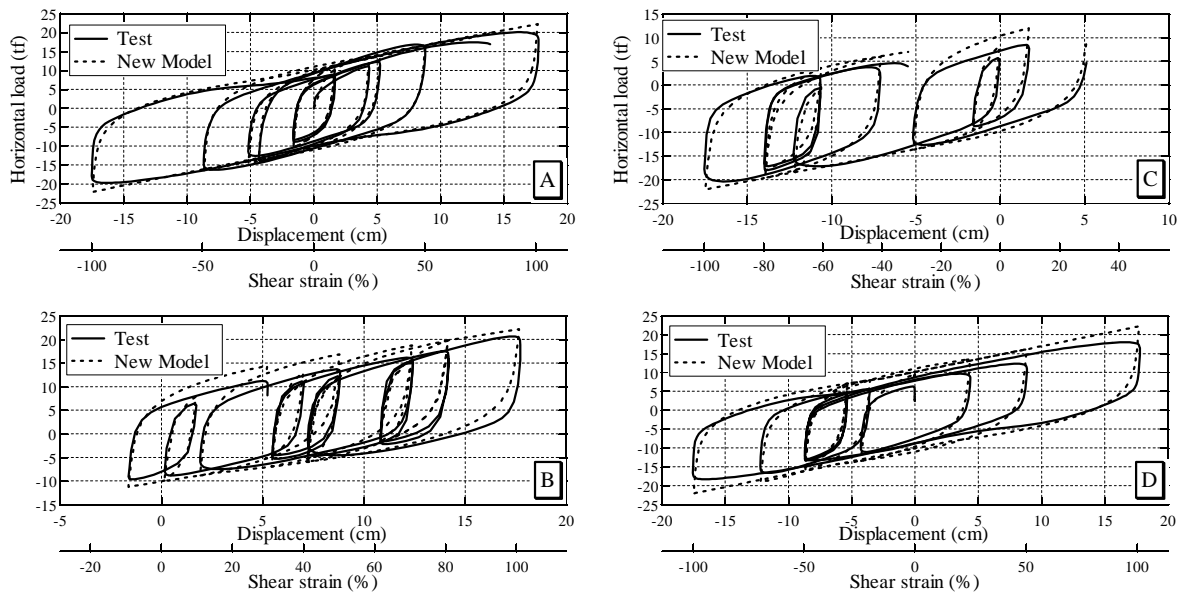 Horizontal load (tf)
25
20
15
10
5
0
-5
-10
-15
-20
-25
Test
New Model
A
-20 -15 -10 -5 0 5 10 15 20
Displacement (cm)
-100 -50 0 50 100
Shear strain (%)
Horizontal load (tf)
15
10
5
0
-5
-10
-15
-20
-25
Test
New Model
C
-20 -15 -10 -5 0 5 10
Displacement (cm)
-100 -80 -60 -40 -20 0 20 40
Shear strain (%)
25
20
15
10
5
0
-5
-10
-15
Test
New Model
B
-5 0 5 10 15 20
Displacement (cm)
-20 0 20 40 60 80 100
Shear strain (%)
25
20
15
10
5
0
-5
-10
-15
-20
-25
Test
New Model
D
-20 -15 -10 -5 0 5 10 15 20
Displacement (cm)
-100 -50 0 50 100
Shear strain (%)